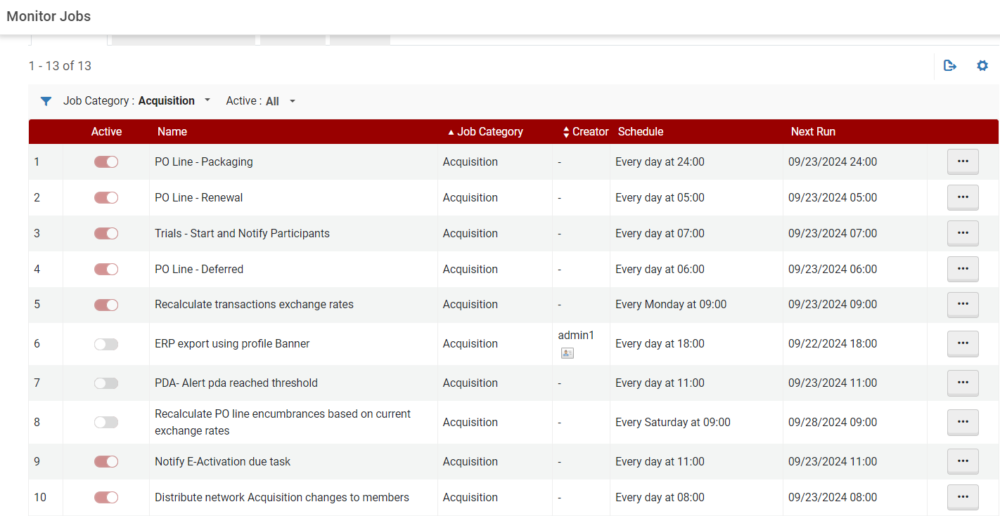 Monitor Jobs
1 - 13 of 13
Job Category : Acquisition Active : All
Active Name Job Category Creator Schedule Next Run
1 PO Line - Packaging Acquisition - Every day at 24:00 09/23/2024 24:00
2 PO Line - Renewal Acquisition - Every day at 05:00 09/23/2024 05:00
3 Trials - Start and Notify Participants Acquisition - Every day at 07:00 09/23/2024 07:00
4 PO Line - Deferred Acquisition - Every day at 06:00 09/23/2024 06:00
5 Recalculate transactions exchange rates Acquisition - Every Monday at 09:00 09/23/2024 09:00
6 ERP export using profile Banner Acquisition admin1 Every day at 18:00 09/22/2024 18:00
7 PDA- Alert pda reached threshold Acquisition - Every day at 11:00 09/23/2024 11:00
8 Recalculate PO line encumbrances based on current
exchange rates Acquisition - Every Saturday at 09:00 09/28/2024 09:00
9 Notify E-Activation due task Acquisition - Every day at 11:00 09/23/2024 11:00
10 Distribute network Acquisition changes to members Acquisition - Every day at 08:00 09/23/2024 08:00